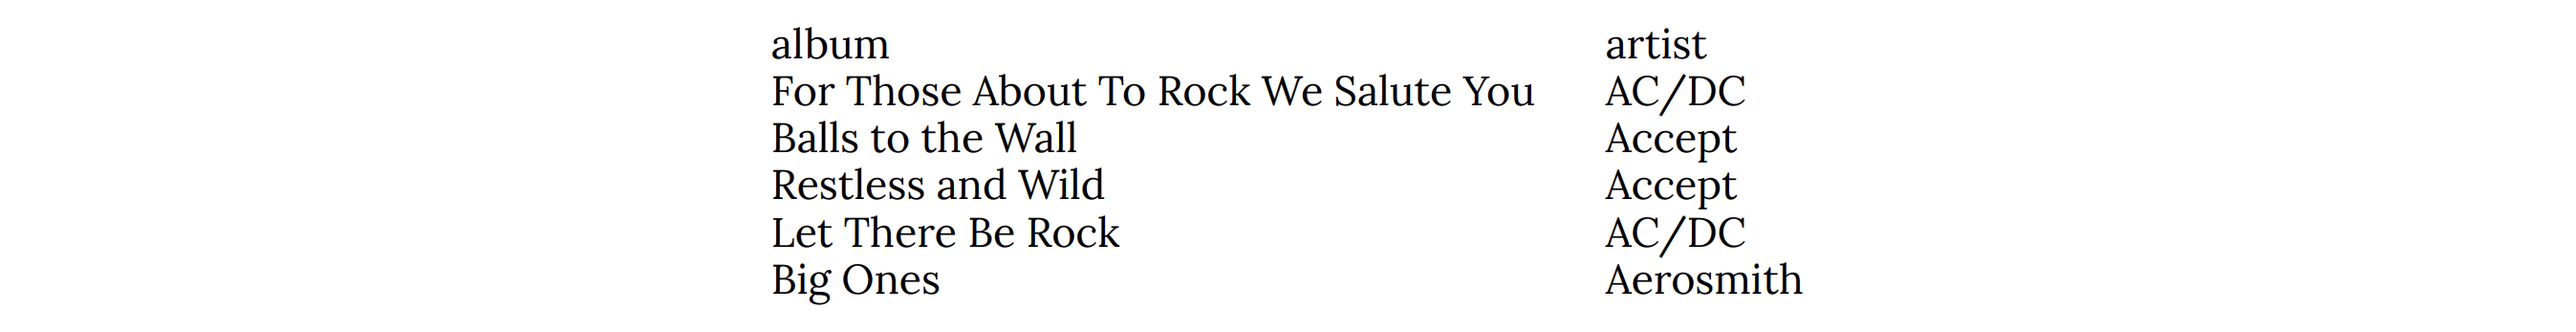 album artist
For Those About To Rock We Salute You AC/DC
Balls to the Wall Accept
Restless and Wild Accept
Let There Be Rock AC/DC
Big Ones Aerosmith